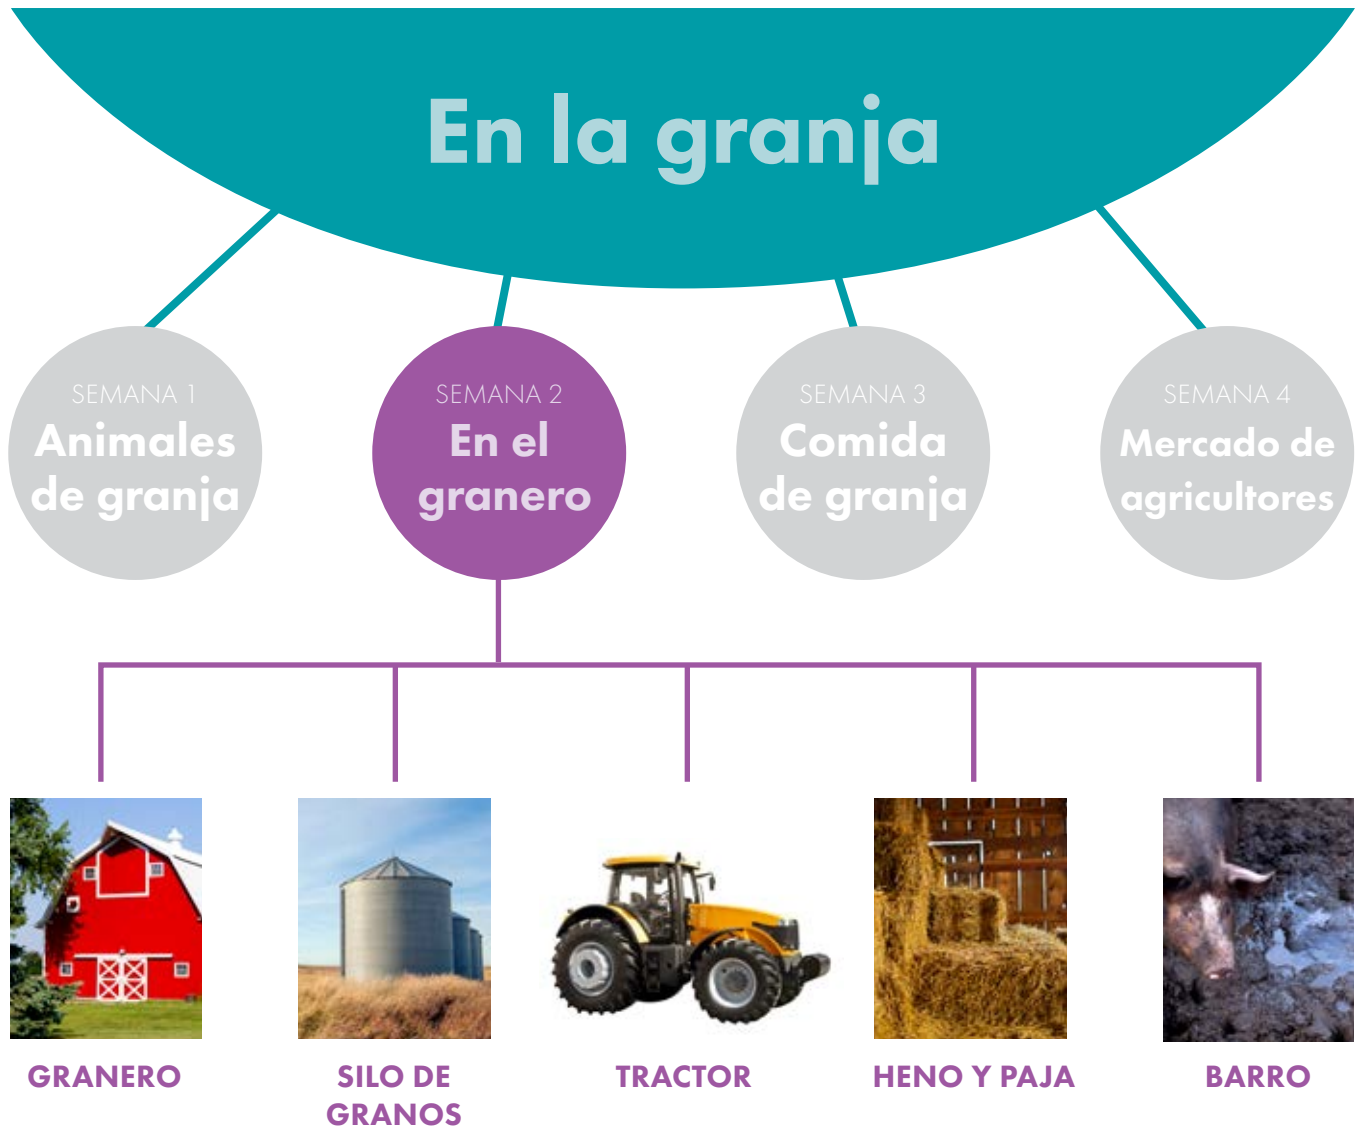 En la granja
SEMANA 1
Animales
de granja
SEMANA 2
En el
granero
SEMANA 3
Comida
de granja
SEMANA 4
Mercado de
agricultores
GRANERO
SILO DE
GRANOS
TRACTOR
HENO Y PAJA
BARRO